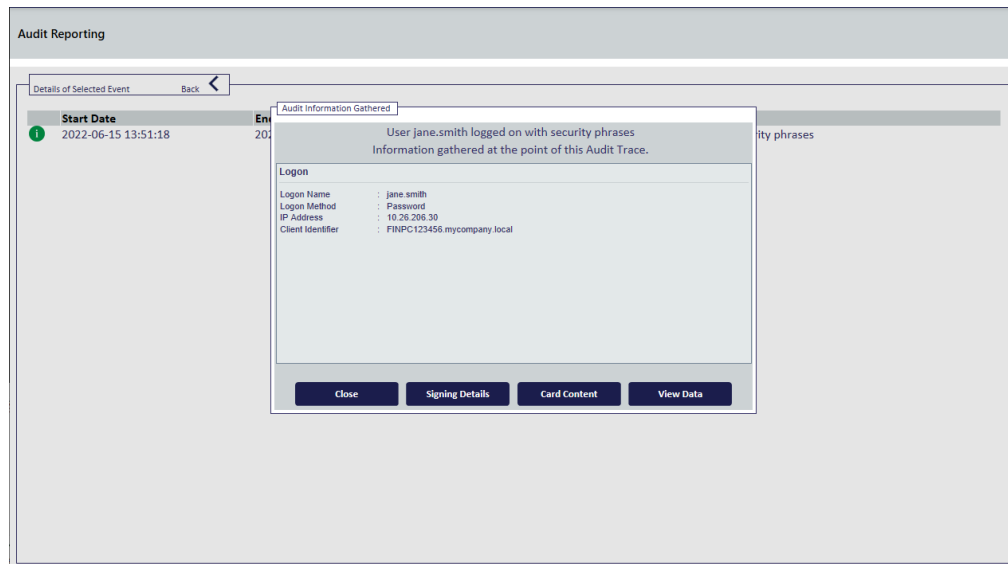 Audit Reporting
Details of Selected Event Back
Start Date
2022-06-15 13:51:18
Audit Information Gathered
User jane.smith logged on with security phrases
Information gathered at the point of this Audit Trace.
Logon
Logon Name : jane.smith
Logon Method : Password
IP Address : 10.26.206.30
Client Identifier : FINPC123456.mycompany.local
phrases
Close Signing Details Card Content View Data